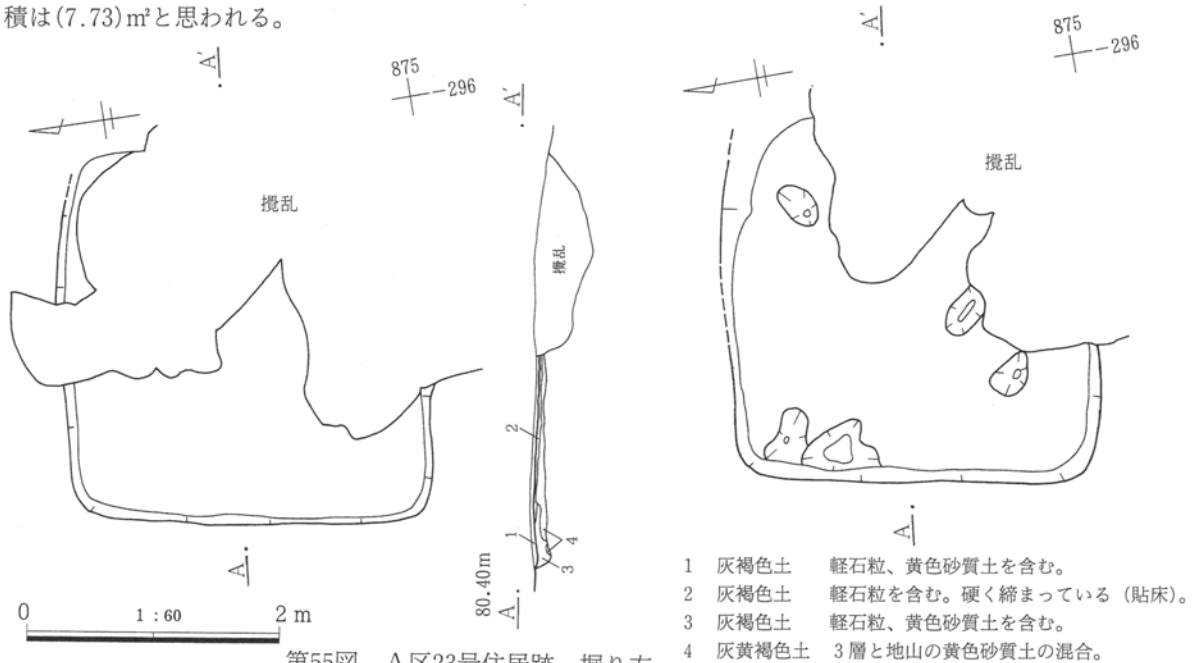 積は(7.73)㎡と思われる。
A'
875
296
A'
A'
875
296
攪乱
攪乱
攪乱
2
1
4
3
A
80.40m
A
A
0 1：60 2 m
1 灰褐色土 軽石粒、黄色砂質土を含む。
2 灰褐色土 軽石粒を含む。硬く締まっている（貼床）。
3 灰褐色土 軽石粒、黄色砂質土を含む。
4 灰黄褐色土 3層と地山の黄色砂質土の混合。
第55図 A区23号住居跡、掘り方